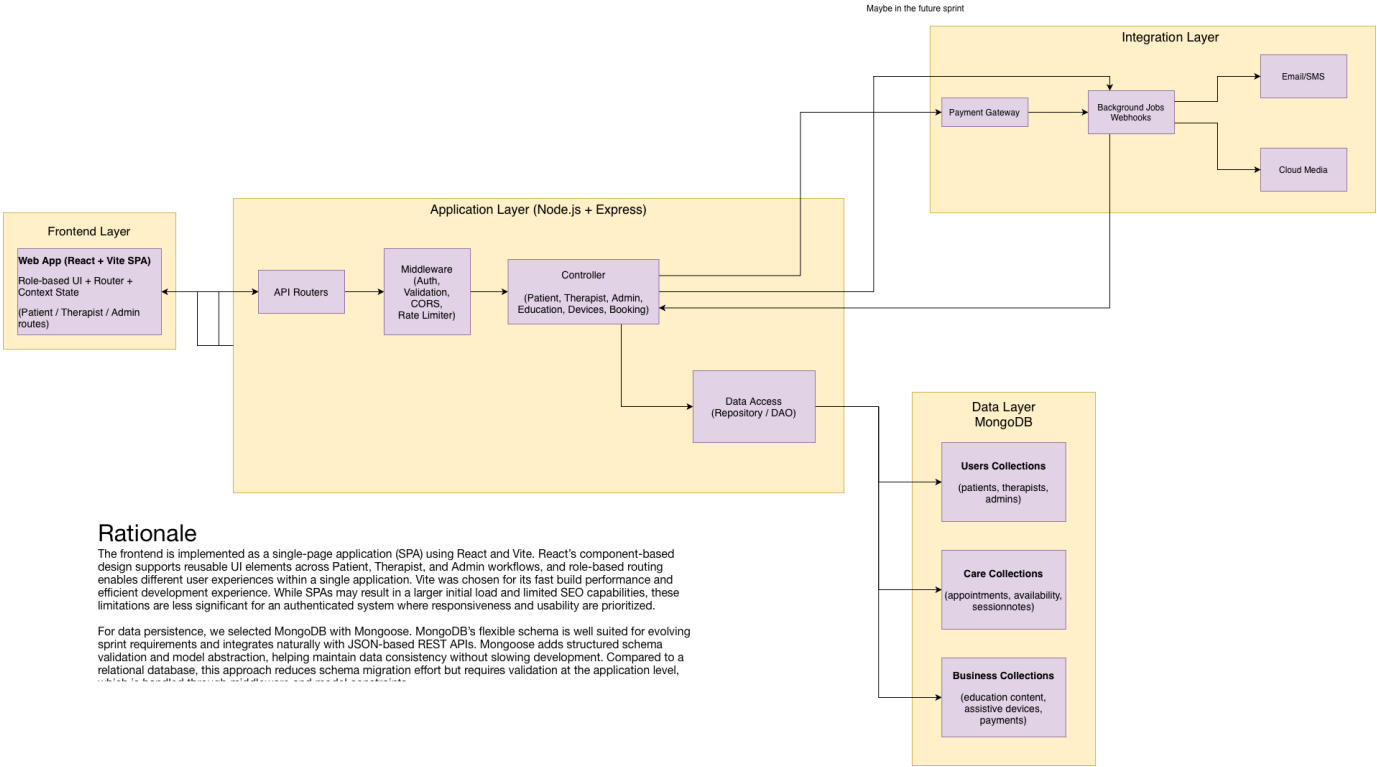 Maybe in the future sprint
Integration Layer
Email/SMS
Payment Gateway
Background Jobs
Webhooks
Cloud Media
Application Layer (Node.js + Express)
Frontend Layer
Web App (React + Vite SPA)
Role-based UI + Router +
Context State
(Patient / Therapist / Admin
routes)
API Routers
Middleware
(Auth,
Validation,
CORS,
Rate Limiter)
Controller
(Patient, Therapist, Admin,
Education, Devices, Booking)
Data Access
(Repository / DAO)
Data Layer
MongoDB
Users Collections
(patients, therapists,
admins)
Care Collections
(appointments, availability,
sessionnotes)
Business Collections
(education content,
assistive devices,
payments)
Rationale
The frontend is implemented as a single-page application (SPA) using React and Vite. React's component-based
design supports reusable UI elements across Patient, Therapist, and Admin workflows, and role-based routing
enables different user experiences within a single application. Vite was chosen for its fast build performance and
efficient development experience. While SPAs may result in a larger initial load and limited SEO capabilities, these
limitations are less significant for an authenticated system where responsiveness and usability are prioritized.
For data persistence, we selected MongoDB with Mongoose. MongoDB's flexible schema is well suited for evolving
sprint requirements and integrates naturally with JSON-based REST APIs. Mongoose adds structured schema
validation and model abstraction, helping maintain data consistency without slowing development. Compared to a
relational database, this approach reduces schema migration effort but requires validation at the application level,
which is handled through middleware and model constraints.